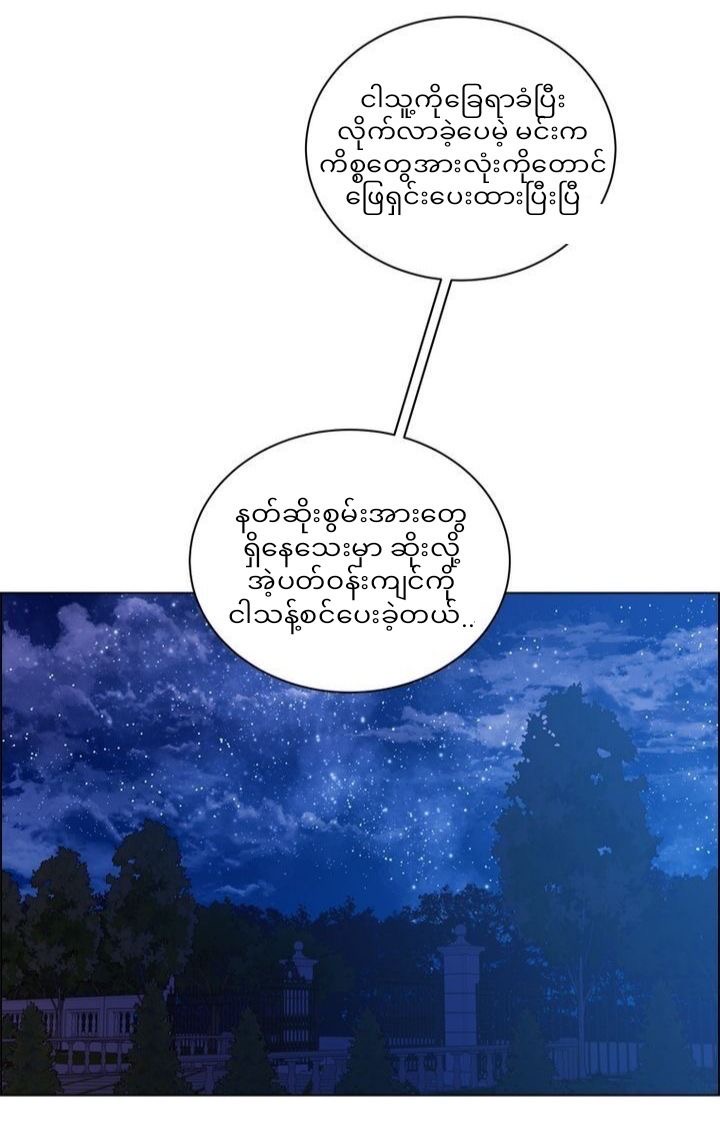 ငါသူ့ကိုခြေရာခံပြီး
လိုက်လာခဲ့ပေမဲ့ မင်းက
ကိစ္စတွေအားလုံးကိုတောင်
ဖြေရှင်းပေးထားပြီးပြီ
နတ်ဆိုးစွမ်းအားတွေ
ရှိနေသေးမှာ ဆိုးလို့
အဲ့ပတ်ဝန်းကျင်ကို
ငါသန့်စင်ပေးခဲ့တယ်..